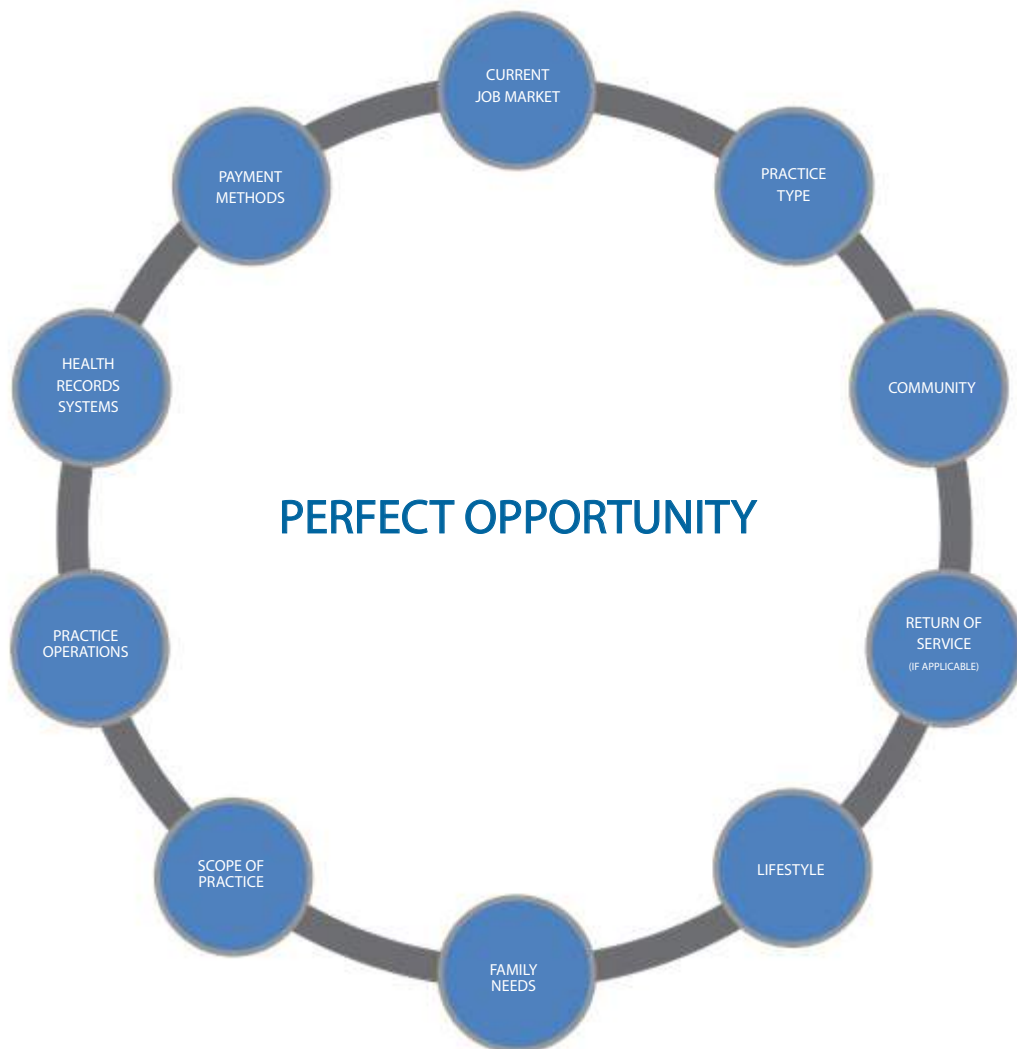 CURRENT
JOB MARKET
PRACTICE
TYPE
COMMUNITY
RETURN OF
SERVICE
(IF APPLICABLE)
LIFESTYLE
FAMILY
NEEDS
SCOPE OF
PRACTICE
PRACTICE
OPERATIONS
HEALTH
RECORDS
SYSTEMS
PAYMENT
METHODS
PERFECT OPPORTUNITY